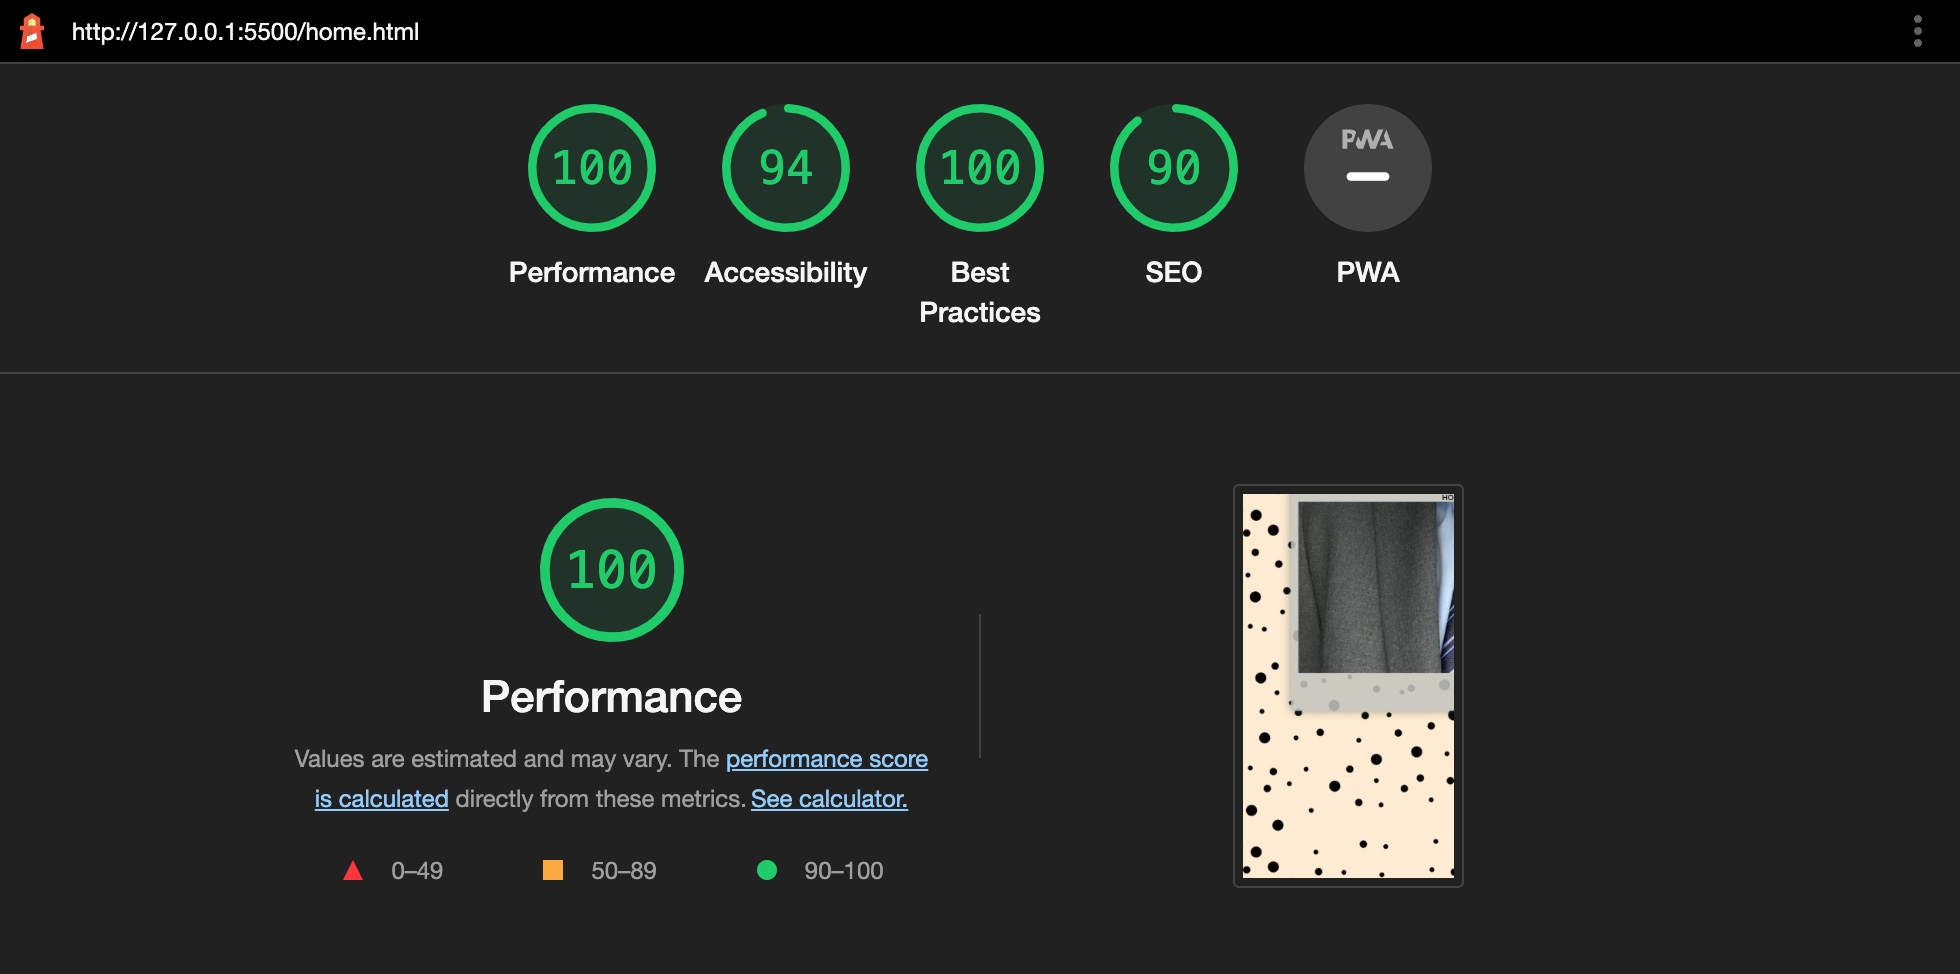 http://127.0.0.1:5500/home.html
100
94
100
90
PWA
Performance
Accessibility
Best
Practices
SEO
PWA
100
HO
Performance
Values are estimated and may vary. The performance score
is calculated directly from these metrics. See calculator.
0–49
50–89
90–100